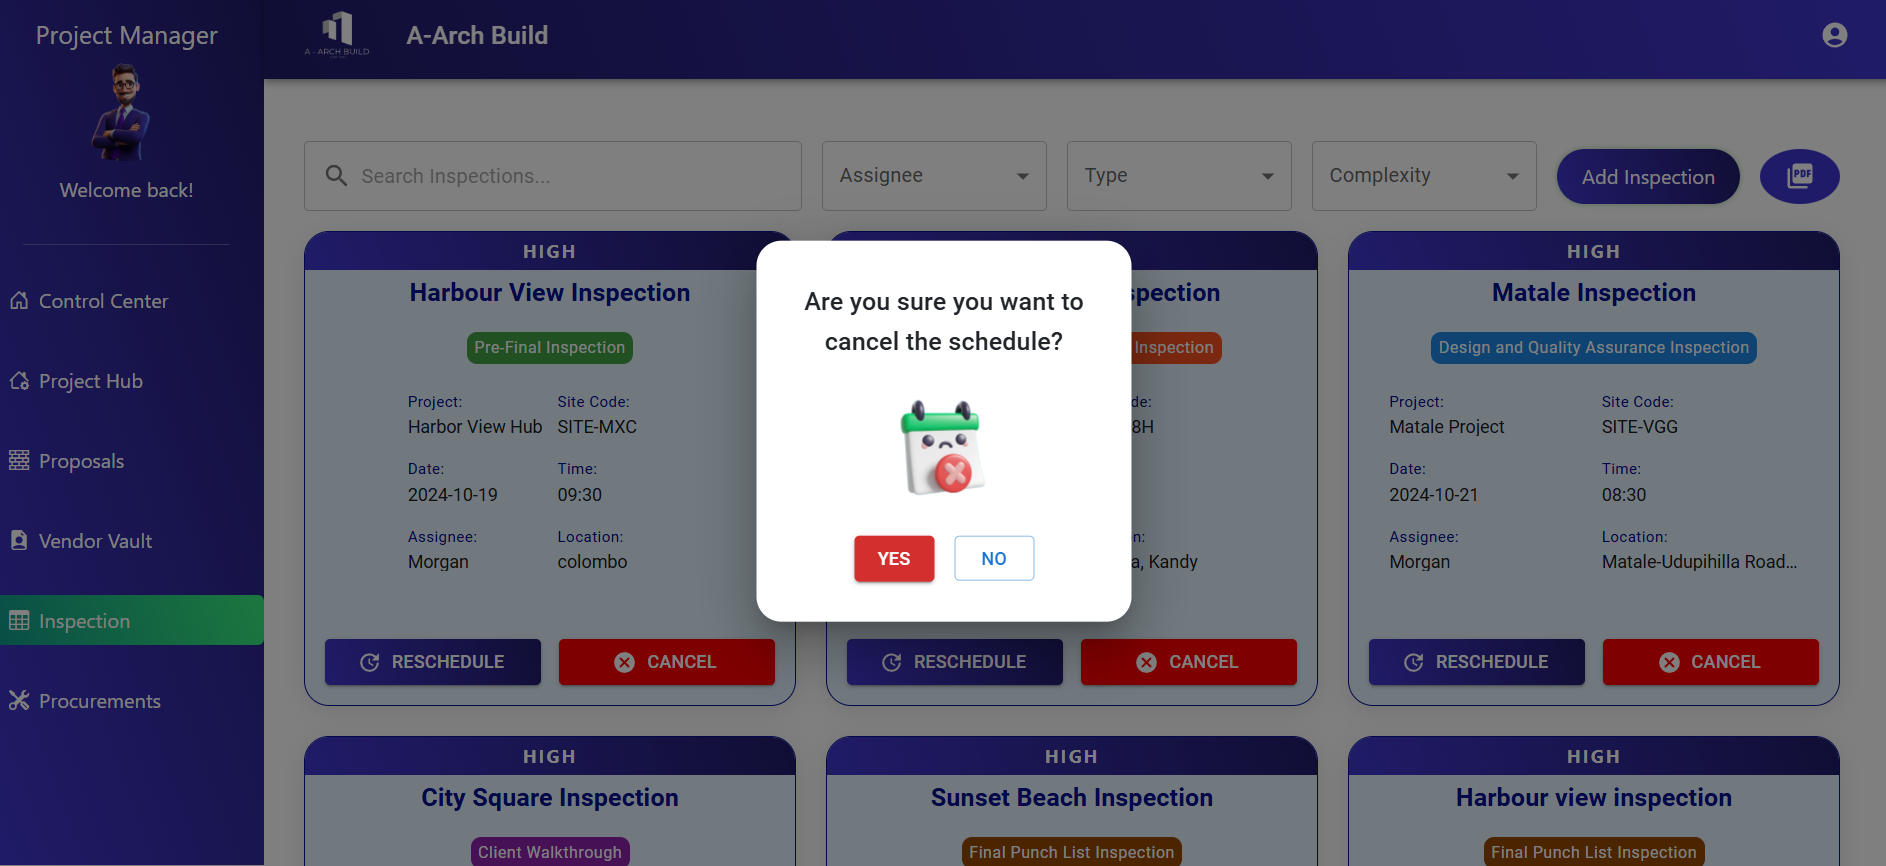 Project Manager
Welcome back!
Control Center
Project Hub
Proposals
Vendor Vault
Inspection
Procurements
A - ARCH BUILD
A-Arch Build
Search Inspections...
Assignee
Type
Complexity
Add Inspection
PDF
HIGH
Harbour View Inspection
Pre-Final Inspection
Project:
Site Code:
Harbor View Hub
SITE-MXC
Date:
Time:
2024-10-19
09:30
Assignee:
Location:
Morgan
colombo
RESCHEDULE
CANCEL
Are you sure you want to
cancel the schedule?
YES
NO
Inspection
Kandy
RESCHEDULE
CANCEL
HIGH
Matale Inspection
Design and Quality Assurance Inspection
Project:
Site Code:
Matale Project
SITE-VGG
Date:
Time:
2024-10-21
08:30
Assignee:
Location:
Morgan
Matale-Udupihilla Road...
RESCHEDULE
CANCEL
HIGH
City Square Inspection
Client Walkthrough
HIGH
Sunset Beach Inspection
Final Punch List Inspection
HIGH
Harbour view inspection
Final Punch List Inspection